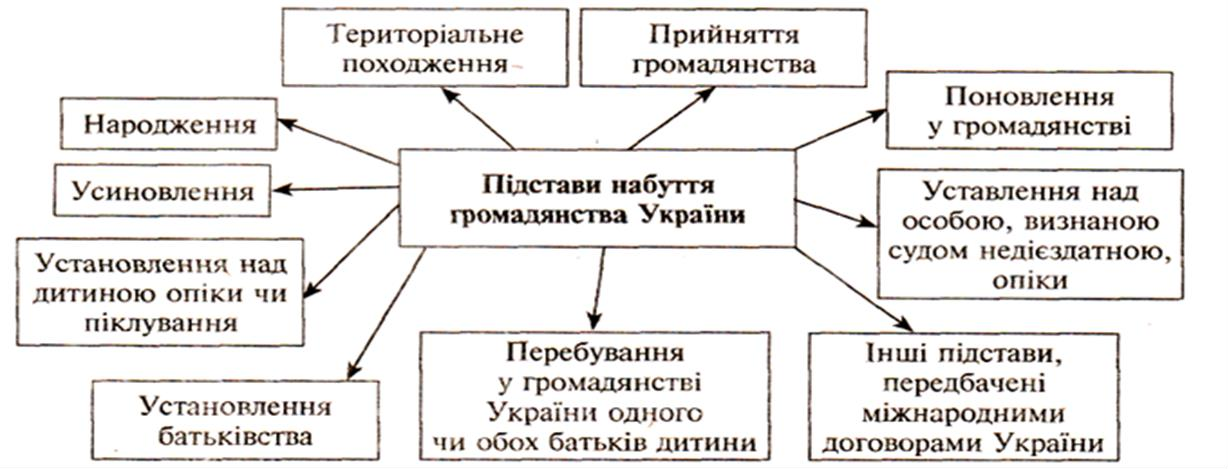 Територіальне
походження
Прийняття
громадянства
Поновлення
у громадянстві
Народження
Усиновлення
Підстави набуття
громадянства України
Уставлення над
особою, визнаною
судом недієздатною,
опіки
Установлення над
дитиною опіки чи
піклування
Установлення
батьківства
Перебування
у громадянстві
України одного
чи обох батьків дитини
Інші підстави,
передбачені
міжнародними
договорами України